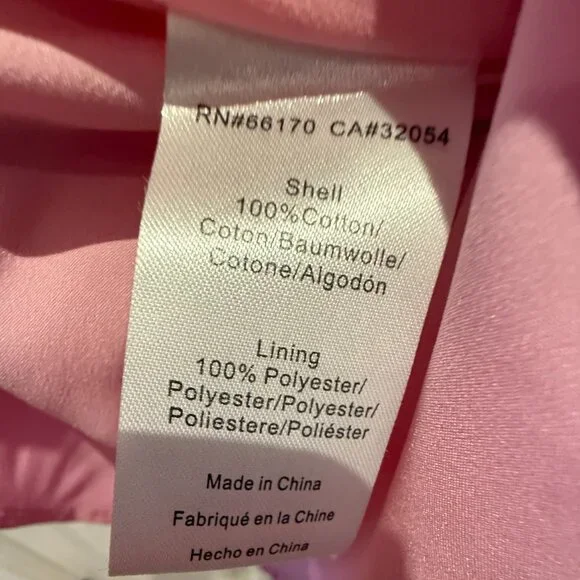 RN#66170 CA#32054
Shell
100%Cotton/
Coton/Baumwolle/
Cotone/Algodón
Lining
100% Polyester/
Polyester/Polyester/
Poliestere/Poliéster
Made in China
Fabriqué en la Chine
Hecho en China